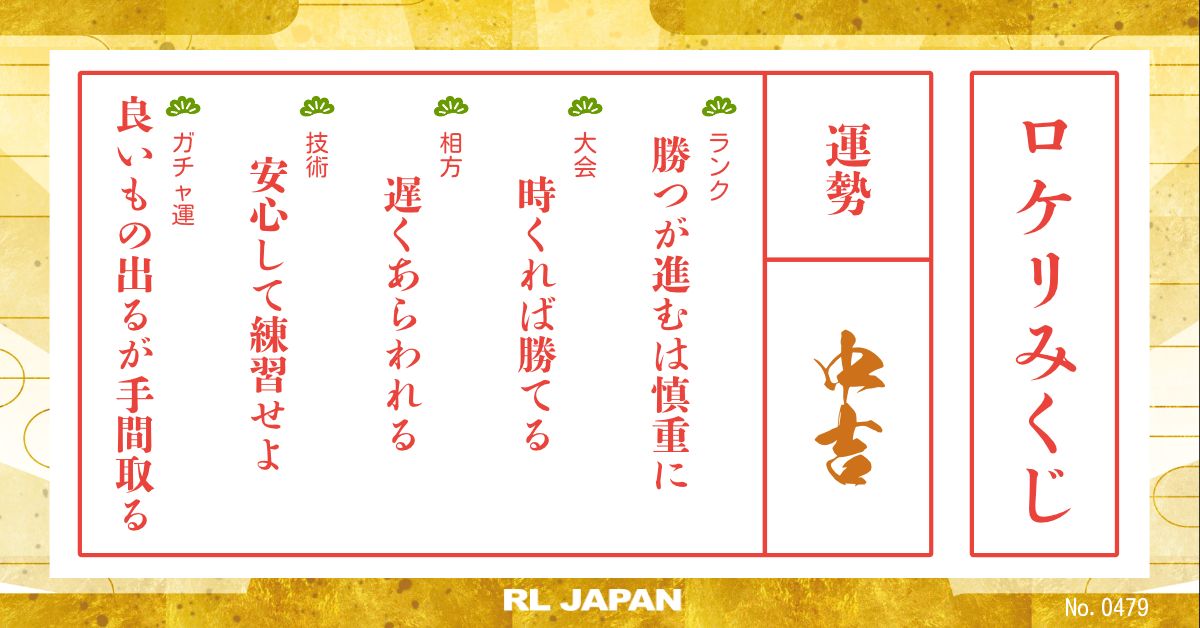 ロケリみくじ
運勢
中吉
ランク
勝つが進むは慎重に
大会
時くれば勝てる
相方
遅くあらわれる
技術
安心して練習せよ
ガチャ運
良いもの出るが手間取る
RL JAPAN
No. 0479